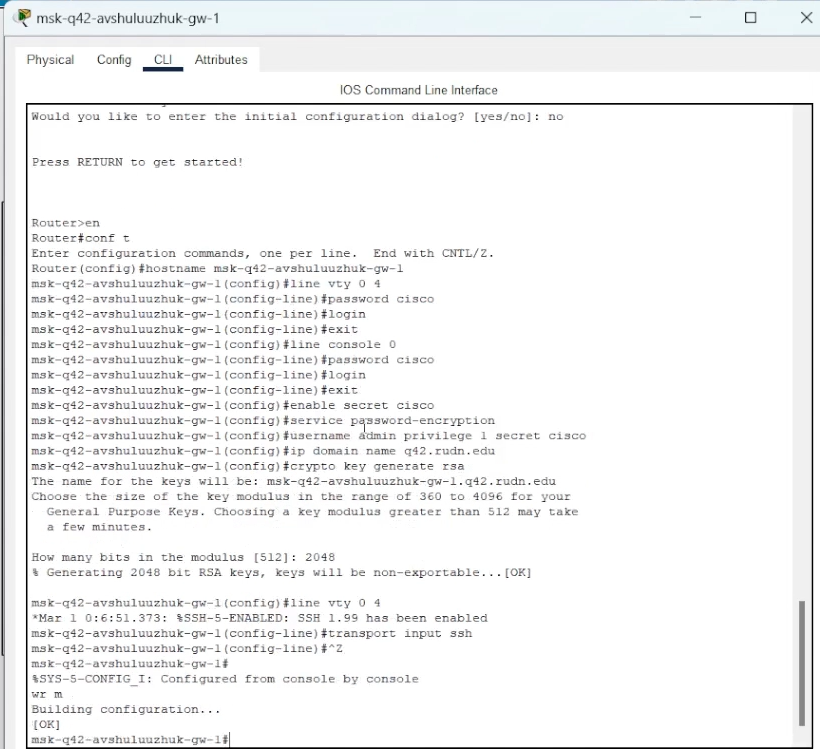 msk-q42-avshuluuzhuk-gw-1
Physical Config CLI Attributes
IOS Command Line Interface
Would you like to enter the initial configuration dialog? [yes/no]: no
Press RETURN to get started!
Router>en
Router#conf t
Enter configuration commands, one per line.  End with CNTL/Z.
Router(config)#hostname msk-q42-avshuluuzhuk-gw-1
msk-q42-avshuluuzhuk-gw-1(config)#line vty 0 4
msk-q42-avshuluuzhuk-gw-1(config-line)#password cisco
msk-q42-avshuluuzhuk-gw-1(config-line)#login
msk-q42-avshuluuzhuk-gw-1(config-line)#exit
msk-q42-avshuluuzhuk-gw-1(config)#line console 0
msk-q42-avshuluuzhuk-gw-1(config-line)#password cisco
msk-q42-avshuluuzhuk-gw-1(config-line)#login
msk-q42-avshuluuzhuk-gw-1(config-line)#exit
msk-q42-avshuluuzhuk-gw-1(config)#enable secret cisco
msk-q42-avshuluuzhuk-gw-1(config)#service password-encryption
msk-q42-avshuluuzhuk-gw-1(config)#username admin privilege 1 secret cisco
msk-q42-avshuluuzhuk-gw-1(config)#ip domain name q42.rudn.edu
msk-q42-avshuluuzhuk-gw-1(config)#crypto key generate rsa
The name for the keys will be: msk-q42-avshuluuzhuk-gw-1.q42.rudn.edu
Choose the size of the key modulus in the range of 360 to 4096 for your
General Purpose Keys. Choosing a key modulus greater than 512 may take
a few minutes.
How many bits in the modulus [512]: 2048
% Generating 2048 bit RSA keys, keys will be non-exportable...[OK]
msk-q42-avshuluuzhuk-gw-1(config)#line vty 0 4
*Mar 1 0:6:51.373: %SSH-5-ENABLED: SSH 1.99 has been enabled
msk-q42-avshuluuzhuk-gw-1(config-line)#transport input ssh
msk-q42-avshuluuzhuk-gw-1(config-line)#^Z
msk-q42-avshuluuzhuk-gw-1#
%SYS-5-CONFIG_I: Configured from console by console
wr m
Building configuration...
[OK]
msk-q42-avshuluuzhuk-gw-1#